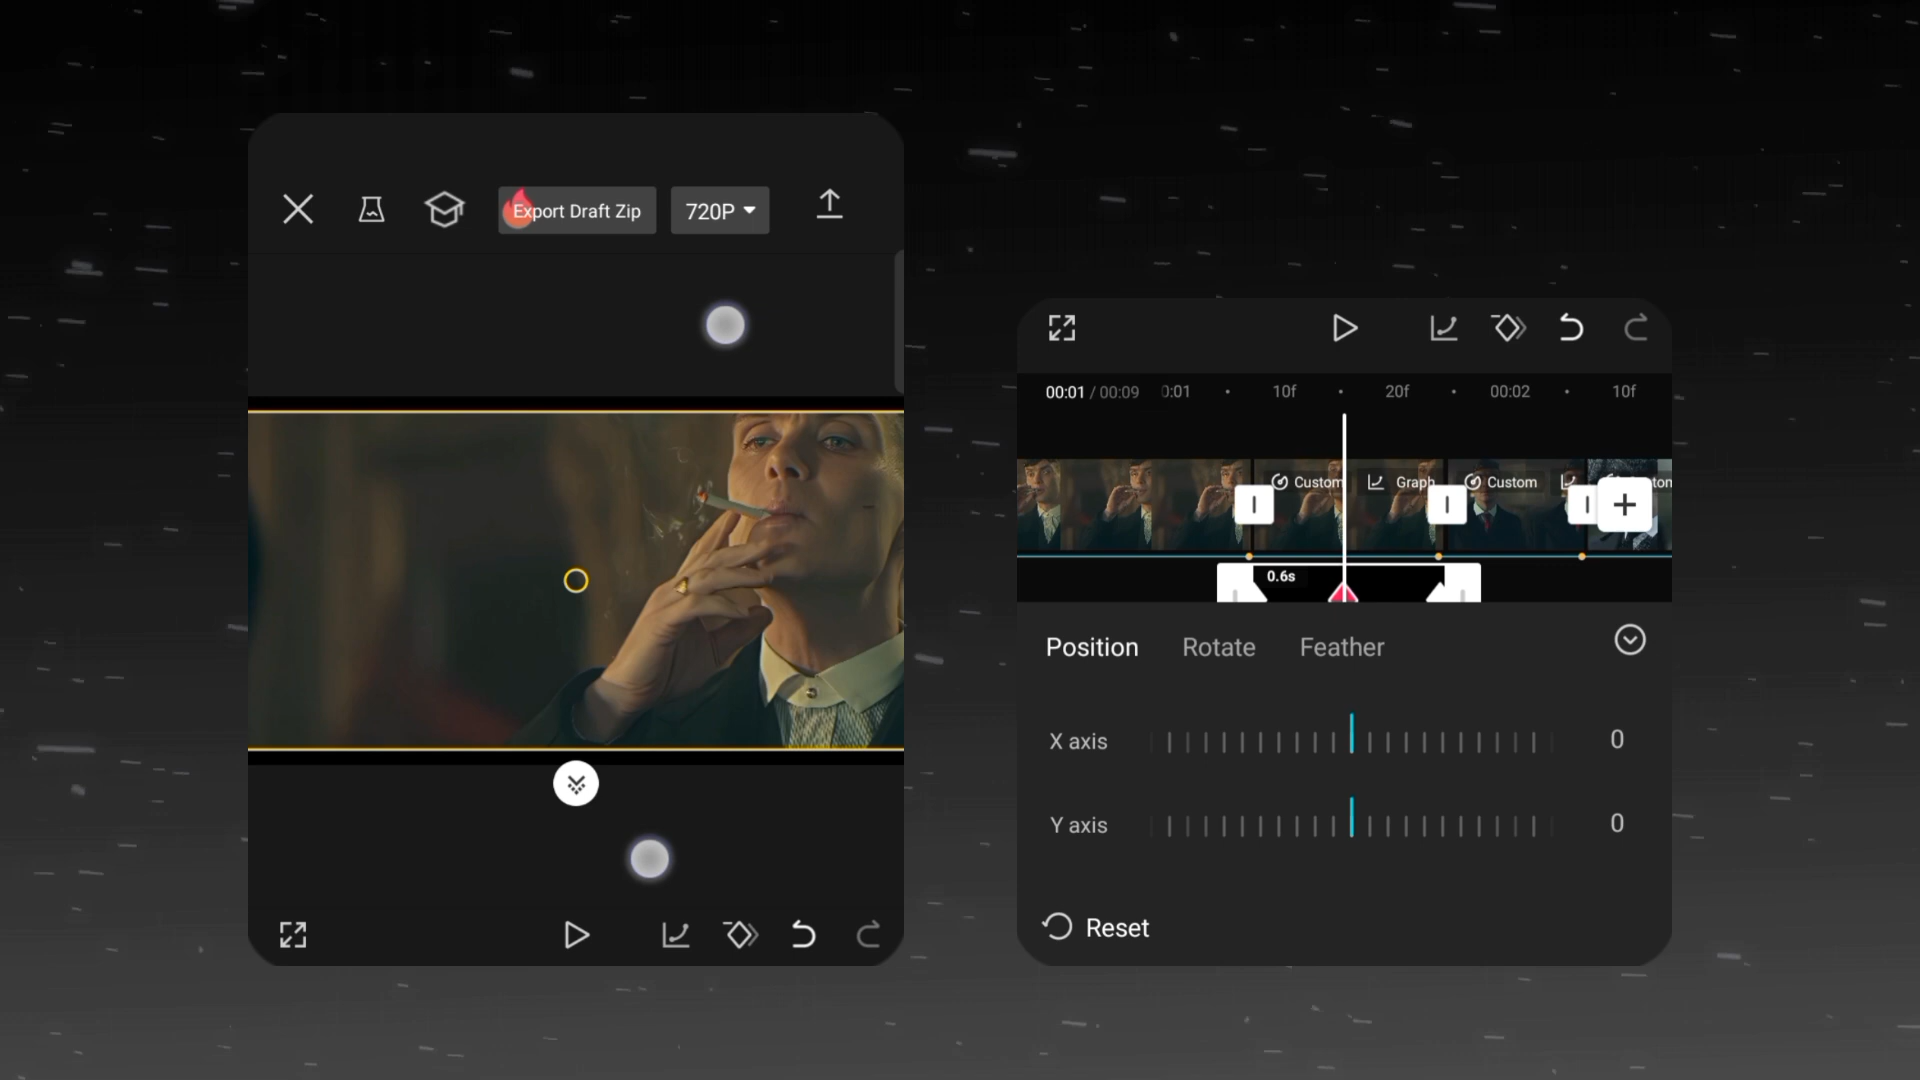 Export Draft Zip
720P
00:01 / 00:09
0:01
10f
20f
00:02
10f
Custom
Graph
Custom
0.6s
Position
Rotate
Feather
X axis
0
Y axis
0
Reset